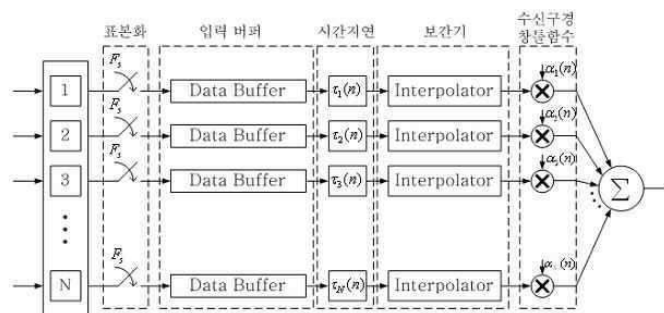 표본화 입력 버퍼 시간지연 보간기 수신구경
창틀함수
1 F_s Data Buffer τ_1(n) Interpolator α_1(n)
2 F_s Data Buffer τ_2(n) Interpolator α_2(n)
3 F_s Data Buffer τ_3(n) Interpolator (n)
Σ
N F_s Data Buffer τ_N(n) Interpolator (n)